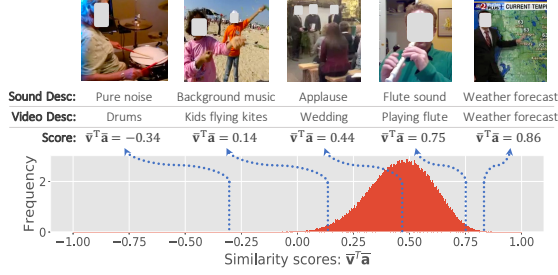 CURRENT TEMP
Sound Desc: Pure noise Background music Applause Flute sound Weather forecast
Video Desc: Drums Kids flying kites Wedding Playing flute Weather forecast
Score: v̄ᵀā = −0.34 v̄ᵀā = 0.14 v̄ᵀā = 0.44 v̄ᵀā = 0.75 v̄ᵀā = 0.86
Frequency
2
0
−1.00 −0.75 −0.50 −0.25 0.00 0.25 0.50 0.75 1.00
Similarity scores: v̄ᵀā